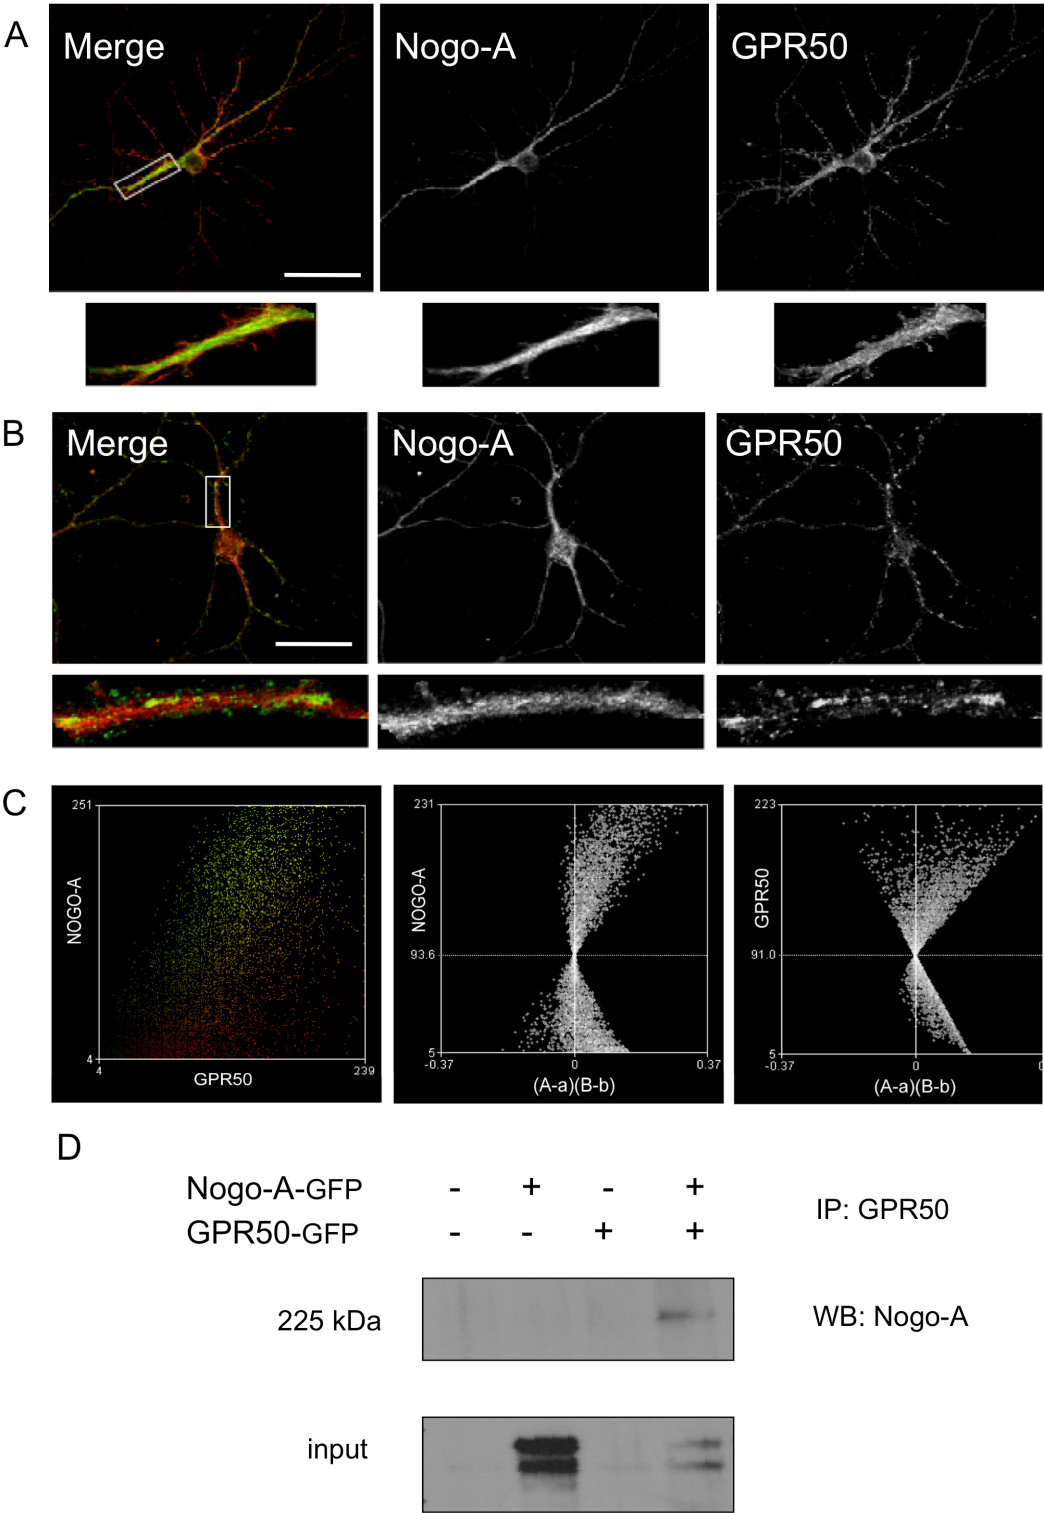 A
Merge
Nogo-A
GPR50
B
Merge
Nogo-A
GPR50
C
251
NOGO-A
4
4
GPR50
239
231
NOGO-A
93.6
5
-0.37
0
0.37
(A-a)(B-b)
223
GPR50
91.0
5
-0.37
0
(A-a)(B-b)
D
Nogo-A-GFP - + - +
GPR50-GFP - - + +
IP: GPR50
225 kDa
WB: Nogo-A
input